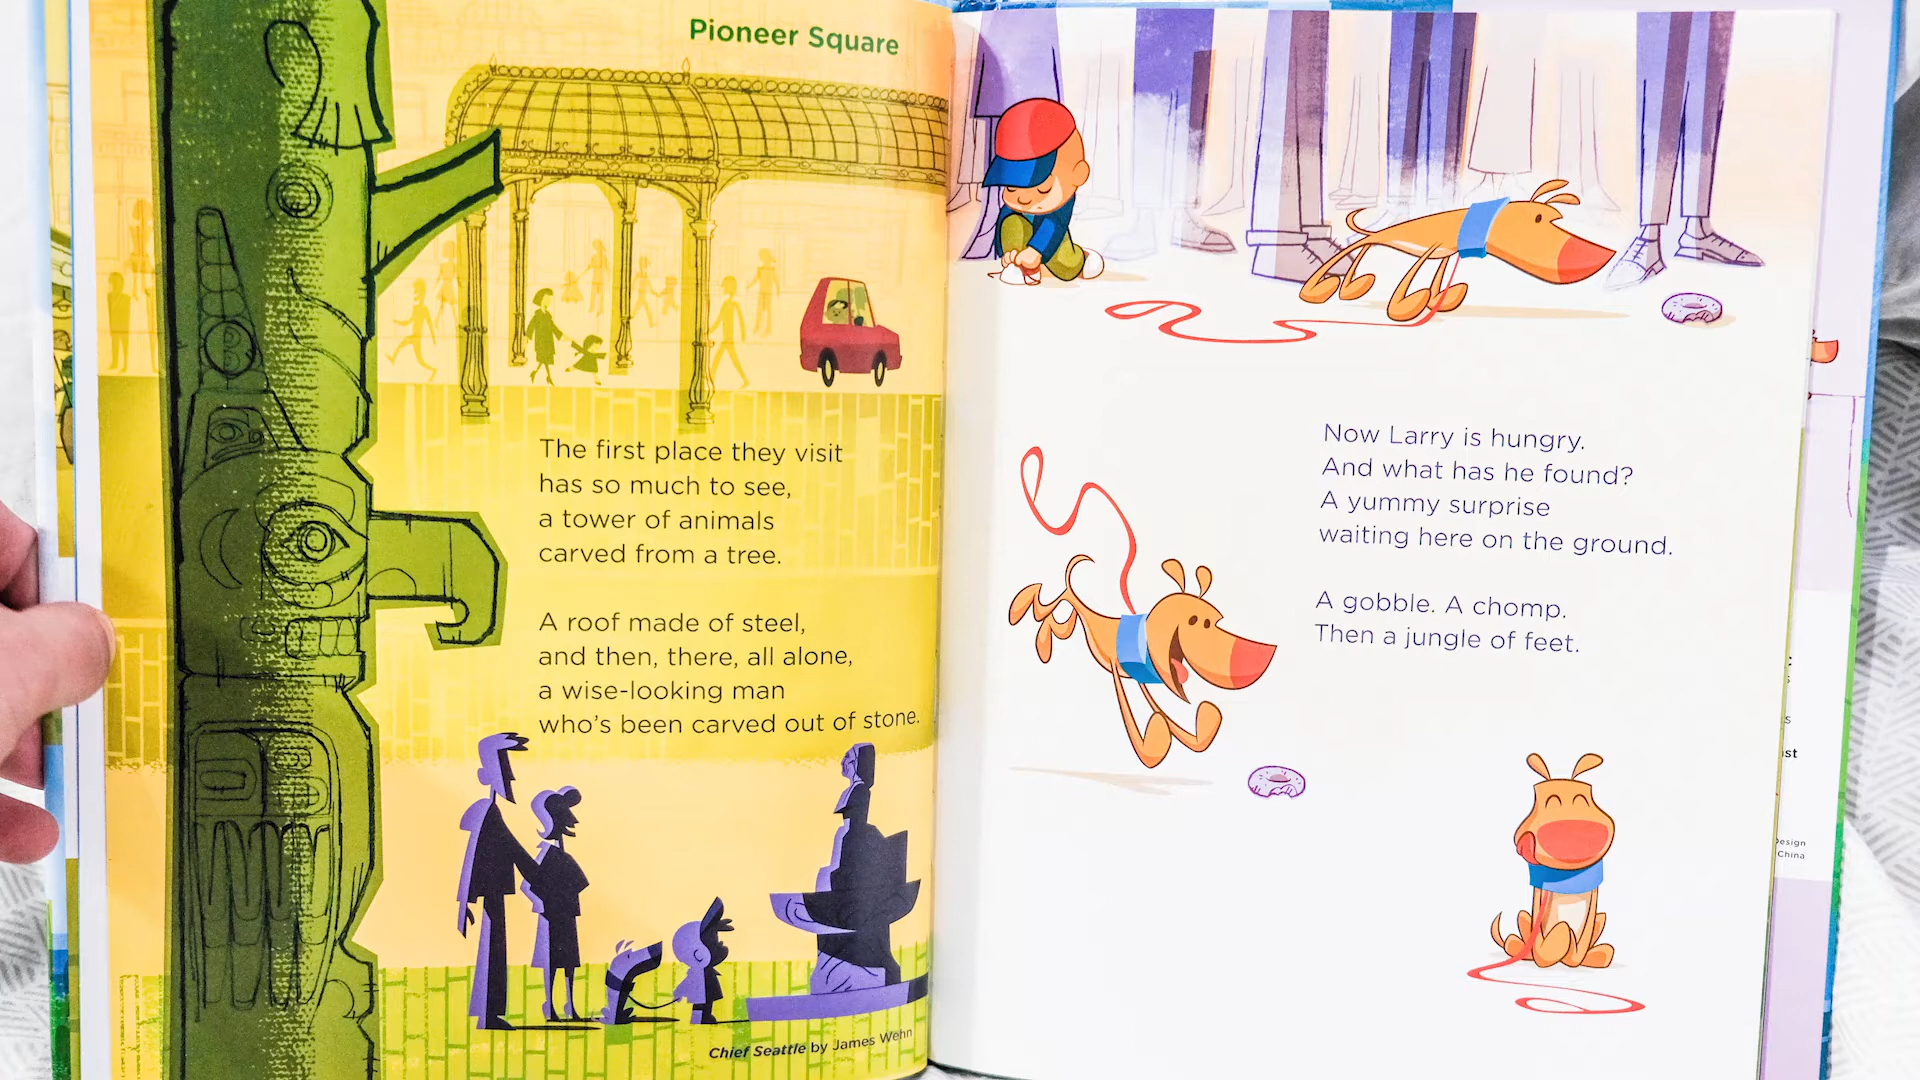 Pioneer Square
The first place they visit
has so much to see,
a tower of animals
carved from a tree.
A roof made of steel,
and then, there, all alone,
a wise-looking man
who's been carved out of stone.
Chief Seattle by James Wehn
Now Larry is hungry.
And what has he found?
A yummy surprise
waiting here on the ground.
A gobble. A chomp.
Then a jungle of feet.
Design
China